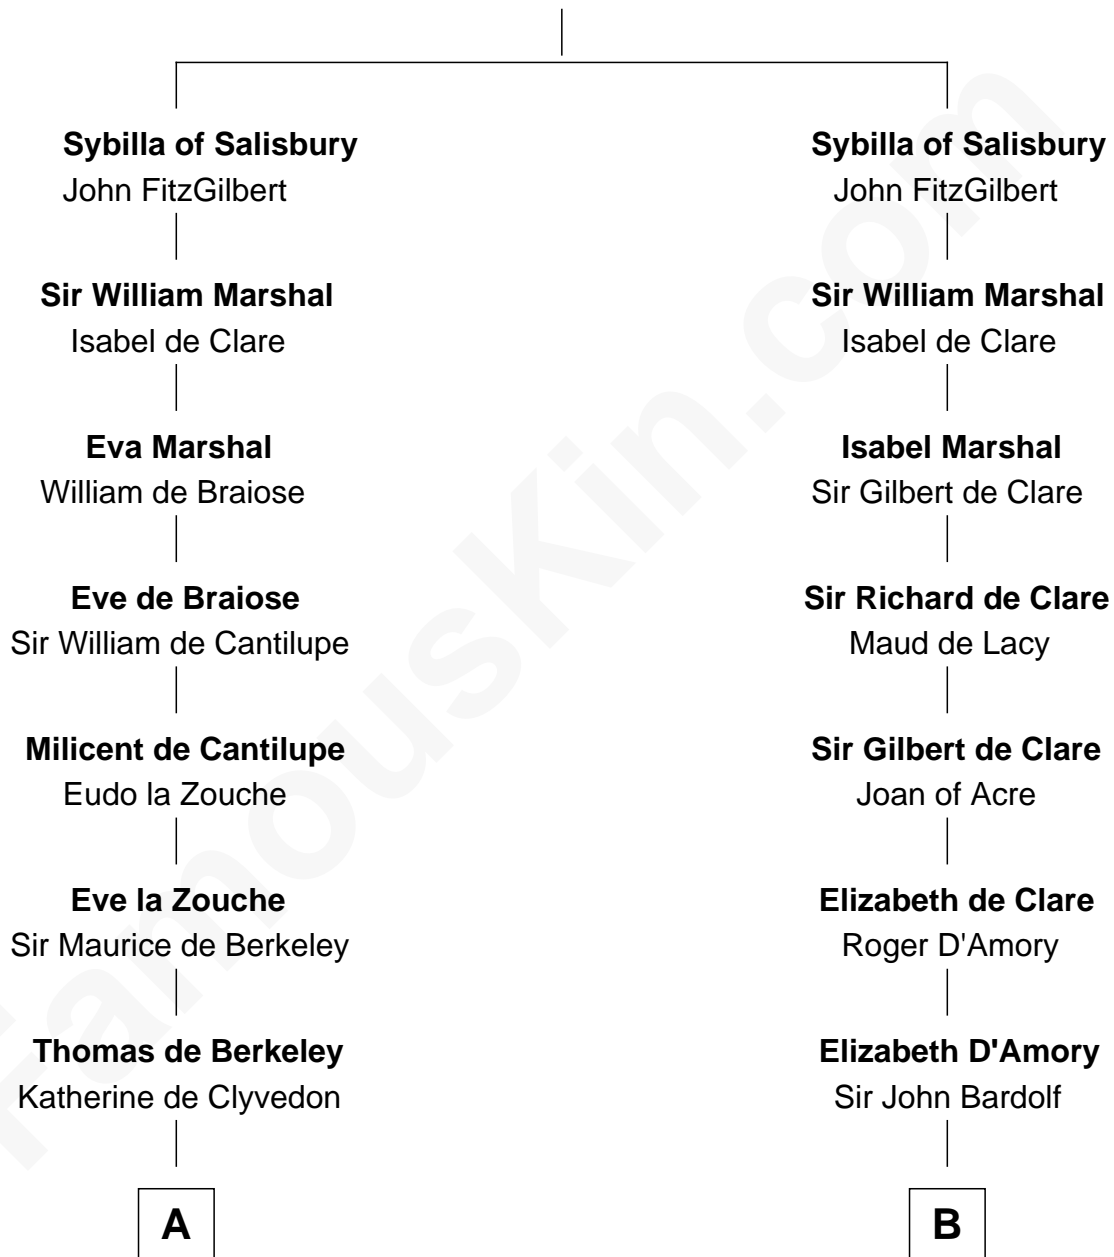 Sybilla of Salisbury
John FitzGilbert
Sir William Marshal
Isabel de Clare
Eva Marshal
William de Braiose
Eve de Braiose
Sir William de Cantilupe
Milicent de Cantilupe
Eudo la Zouche
Eve la Zouche
Sir Maurice de Berkeley
Thomas de Berkeley
Katherine de Clyvedon
A
Sybilla of Salisbury
John FitzGilbert
Sir William Marshal
Isabel de Clare
Isabel Marshal
Sir Gilbert de Clare
Sir Richard de Clare
Maud de Lacy
Sir Gilbert de Clare
Joan of Acre
Elizabeth de Clare
Roger D'Amory
Elizabeth D'Amory
Sir John Bardolf
B
FamousKin.com